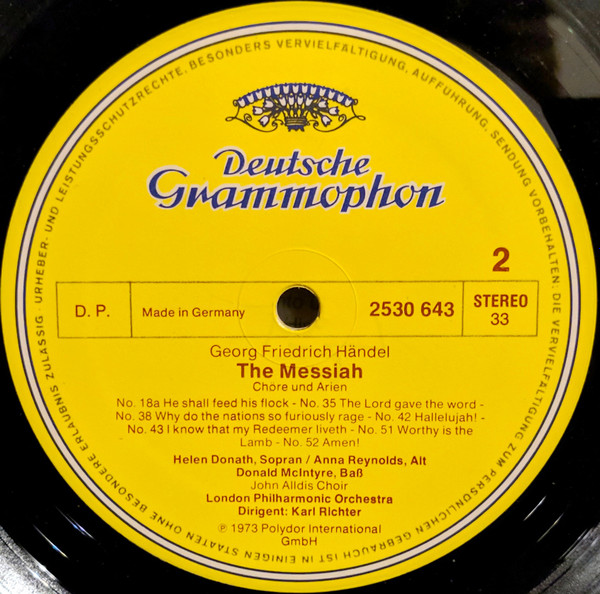 URHEBER- UND LEISTUNGSSCHUTZRECHTE, BESONDERS VERVIELFÄLTIGUNG, AUFFÜHRUNG, SENDUNG VORBEHALTEN. DIE VERVIELFÄLTIGUNG ZUM PERSÖNLICHEN GEBRAUCH IST IN EINIGEN STAATEN OHNE BESONDERE ERLAUBNIS ZULÄSSIG ·
Deutsche
Grammophon
2
D. P. Made in Germany 2530 643 STEREO
33
Georg Friedrich Händel
The Messiah
Chöre und Arien
No. 18a He shall feed his flock - No. 35 The Lord gave the word -
No. 38 Why do the nations so furiously rage - No. 42 Hallelujah! -
No. 43 I know that my Redeemer liveth - No. 51 Worthy is the
Lamb - No. 52 Amen!
Helen Donath, Sopran / Anna Reynolds, Alt
Donald McIntyre, Baß
John Alldis Choir
London Philharmonic Orchestra
Dirigent: Karl Richter
℗ 1973 Polydor International
GmbH